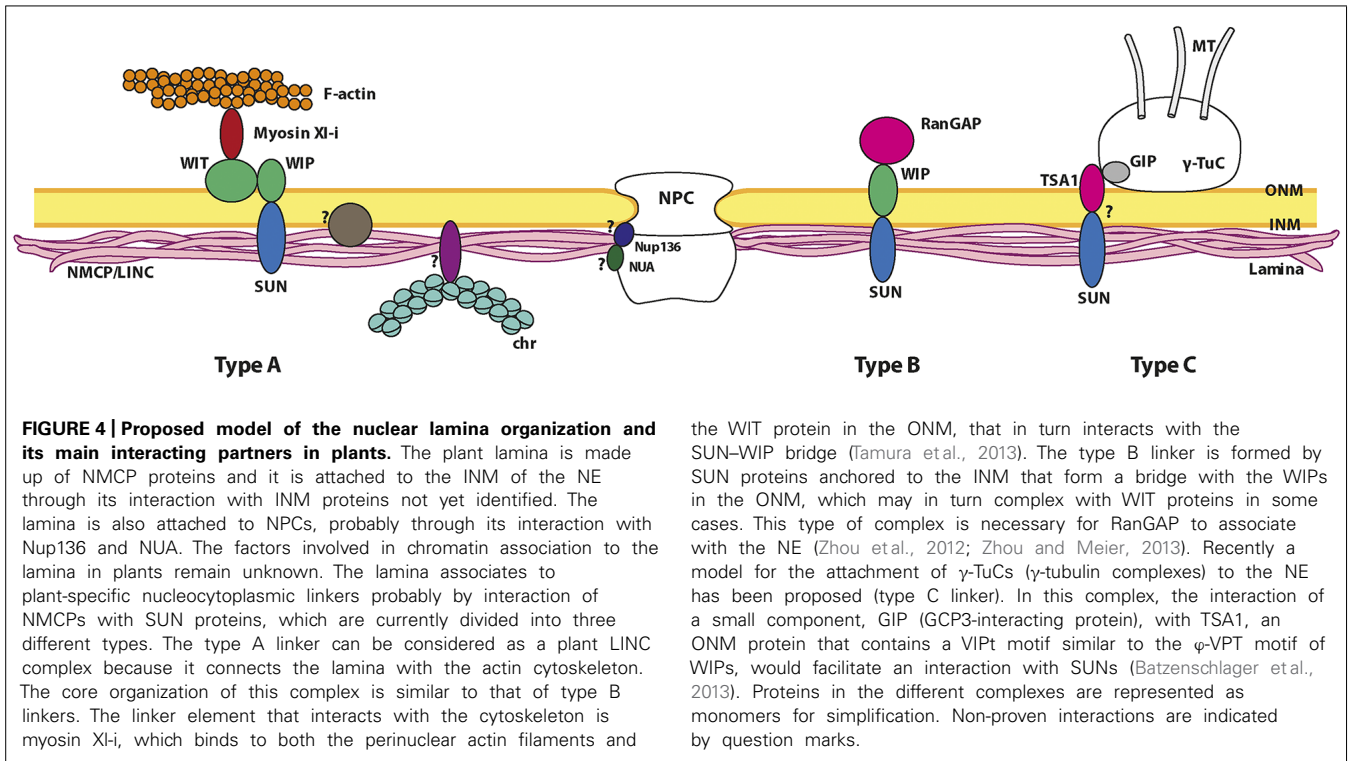 F-actin
Myosin XI-i
WIT
WIP
?
NMCP/LINC
SUN
?
chr
NPC
?
Nup136
?
NUA
RanGAP
WIP
SUN
MT
GIP
γ-TuC
TSA1
?
ONM
INM
Lamina
SUN
Type A
Type B
Type C
FIGURE 4 | Proposed model of the nuclear lamina organization and
its main interacting partners in plants. The plant lamina is made
up of NMCP proteins and it is attached to the INM of the NE
through its interaction with INM proteins not yet identified. The
lamina is also attached to NPCs, probably through its interaction with
Nup136 and NUA. The factors involved in chromatin association to the
lamina in plants remain unknown. The lamina associates to
plant-specific nucleocytoplasmic linkers probably by interaction of
NMCPs with SUN proteins, which are currently divided into three
different types. The type A linker can be considered as a plant LINC
complex because it connects the lamina with the actin cytoskeleton.
The core organization of this complex is similar to that of type B
linkers. The linker element that interacts with the cytoskeleton is
myosin XI-i, which binds to both the perinuclear actin filaments and
the WIT protein in the ONM, that in turn interacts with the
SUN–WIP bridge (Tamura et al., 2013). The type B linker is formed by
SUN proteins anchored to the INM that form a bridge with the WIPs
in the ONM, which may in turn complex with WIT proteins in some
cases. This type of complex is necessary for RanGAP to associate
with the NE (Zhou et al., 2012; Zhou and Meier, 2013). Recently a
model for the attachment of γ-TuCs (γ-tubulin complexes) to the NE
has been proposed (type C linker). In this complex, the interaction of
a small component, GIP (GCP3-interacting protein), with TSA1, an
ONM protein that contains a VIPt motif similar to the φ-VPT motif of
WIPs, would facilitate an interaction with SUNs (Batzenschlager et al.,
2013). Proteins in the different complexes are represented as
monomers for simplification. Non-proven interactions are indicated
by question marks.